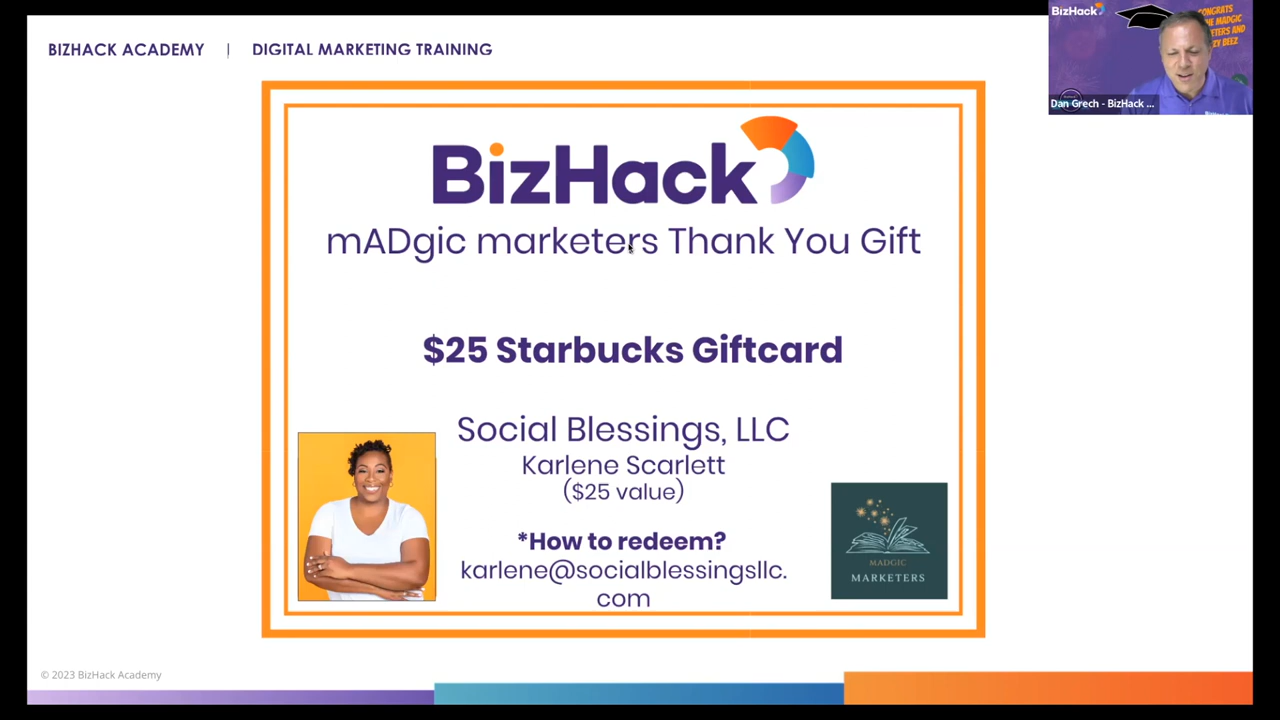 BIZHACK ACADEMY | DIGITAL MARKETING TRAINING
BizHack
mADgic marketers Thank You Gift
$25 Starbucks Giftcard
Social Blessings, LLC
Karlene Scarlett
($25 value)
*How to redeem?
karlene@socialblessingsllc.
com
MADGIC
MARKETERS
© 2023 BizHack Academy
BizHack
CONGRATS
Dan Grech - BizHack ...